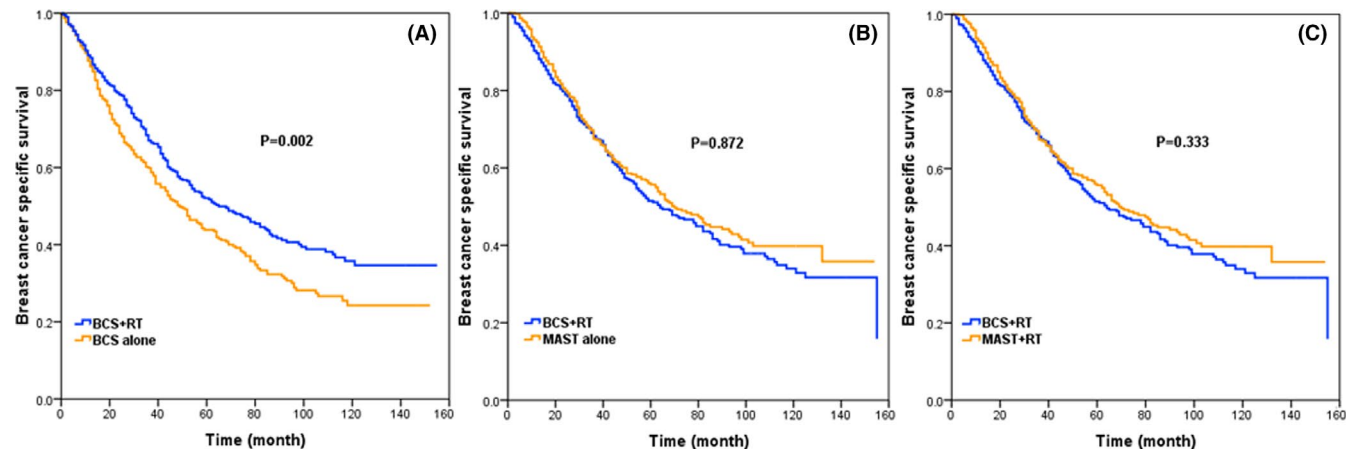 (A)
Breast cancer specific survival
1.0
0.8
0.6
0.4
0.2
0.0
P=0.002
BCS+RT
BCS alone
0 20 40 60 80 100 120 140 160
Time (month)
(B)
Breast cancer specific survival
1.0
0.8
0.6
0.4
0.2
0.0
P=0.872
BCS+RT
MAST alone
0 20 40 60 80 100 120 140 160
Time (month)
(C)
Breast cancer specific survival
1.0
0.8
0.6
0.4
0.2
0.0
P=0.333
BCS+RT
MAST+RT
0 20 40 60 80 100 120 140 160
Time (month)